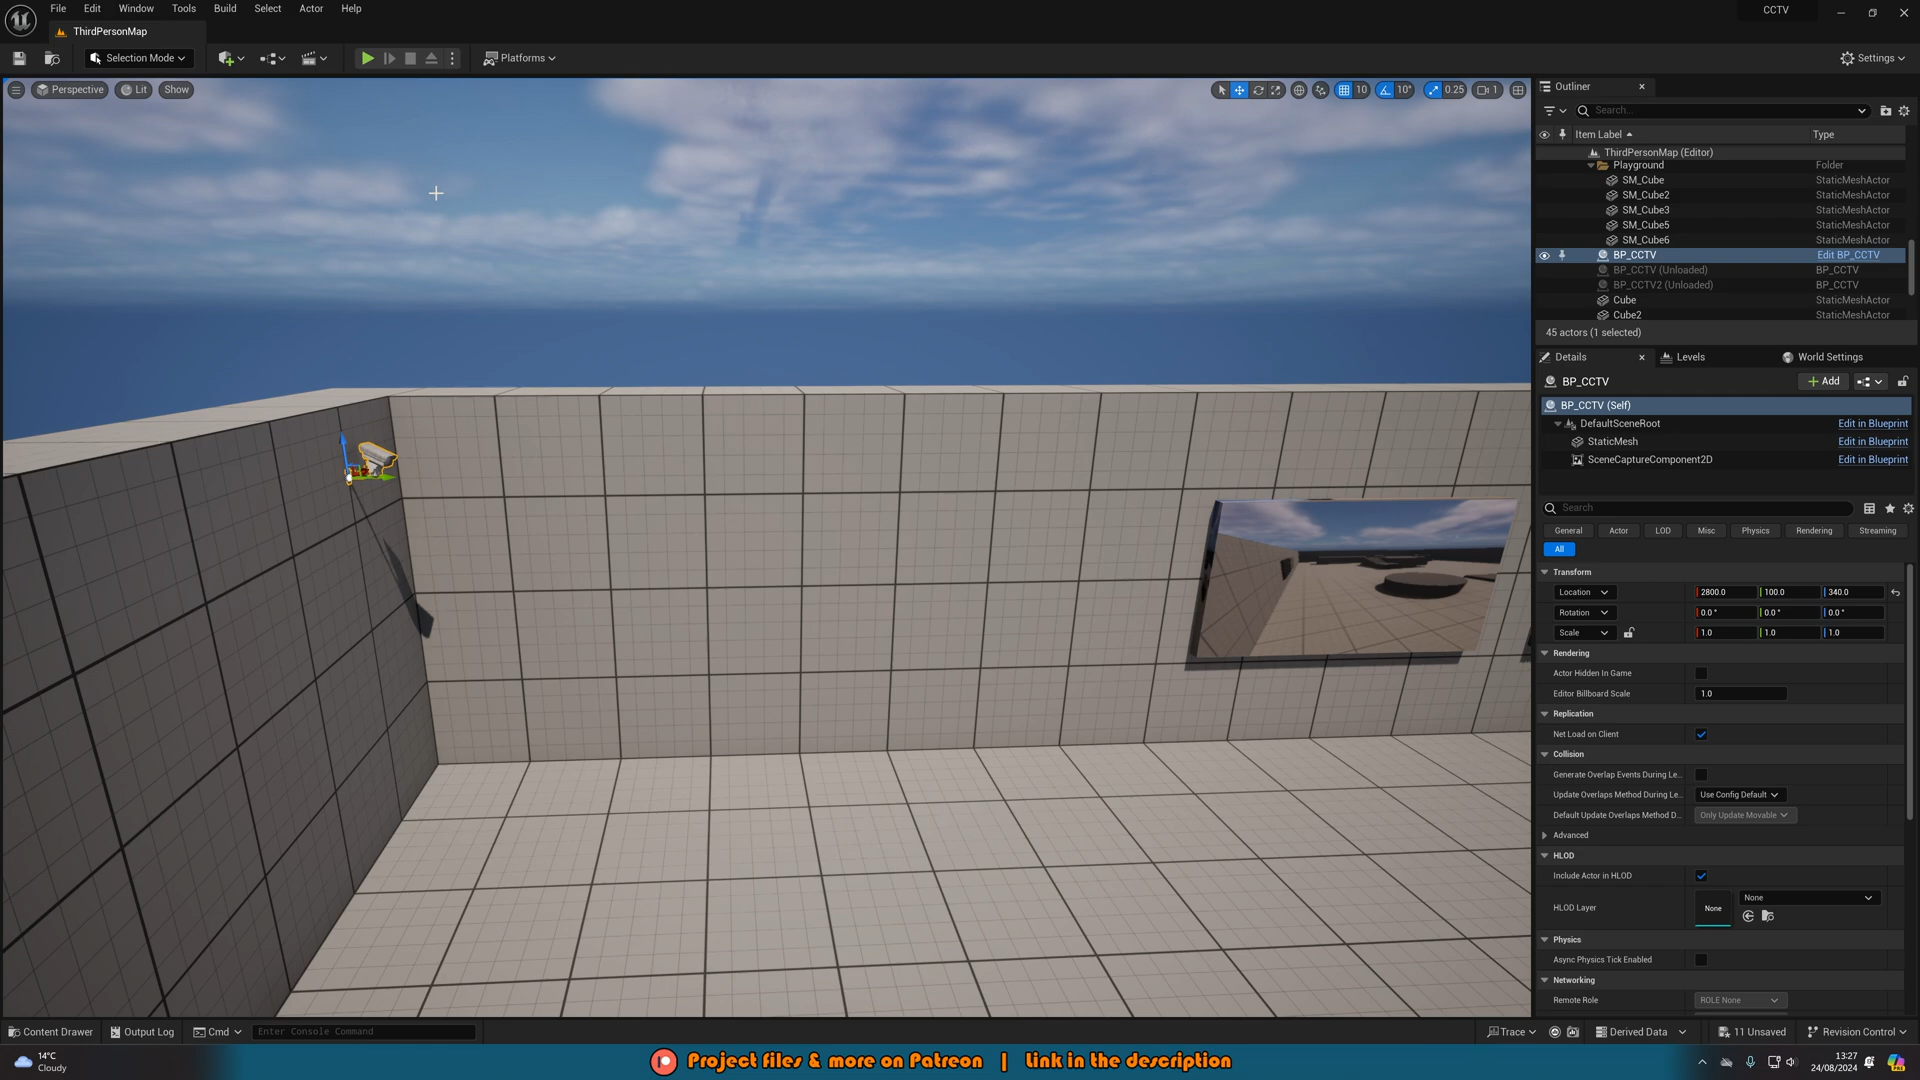 File Edit Window Tools Build Select Actor Help
CCTV
ThirdPersonMap
Selection Mode
Platforms
Settings
Perspective Lit Show
10 10° 0.25 1
Outliner
Search...
Item Label Type
ThirdPersonMap (Editor)
Playground Folder
SM_Cube StaticMeshActor
SM_Cube2 StaticMeshActor
SM_Cube3 StaticMeshActor
SM_Cube5 StaticMeshActor
SM_Cube6 StaticMeshActor
BP_CCTV Edit BP_CCTV
BP_CCTV (Unloaded) BP_CCTV
BP_CCTV2 (Unloaded) BP_CCTV
Cube StaticMeshActor
Cube2 StaticMeshActor
45 actors (1 selected)
Details Levels World Settings
BP_CCTV Add
BP_CCTV (Self)
DefaultSceneRoot Edit in Blueprint
StaticMesh Edit in Blueprint
SceneCaptureComponent2D Edit in Blueprint
Search
General Actor LOD Misc Physics Rendering Streaming
All
Transform
Location 2800.0 100.0 340.0
Rotation 0.0 ° 0.0 ° 0.0 °
Scale 1.0 1.0 1.0
Rendering
Actor Hidden In Game
Editor Billboard Scale 1.0
Replication
Net Load on Client
Collision
Generate Overlap Events During Le...
Update Overlaps Method During Le... Use Config Default
Default Update Overlaps Method D... Only Update Movable
Advanced
HLOD
Include Actor in HLOD
HLOD Layer None None
Physics
Async Physics Tick Enabled
Networking
Remote Role ROLE None
Content Drawer Output Log Cmd Enter Console Command
Trace Derived Data 11 Unsaved Revision Control
14°C
Cloudy
Project files & more on Patreon | Link in the description
13:27
24/08/2024